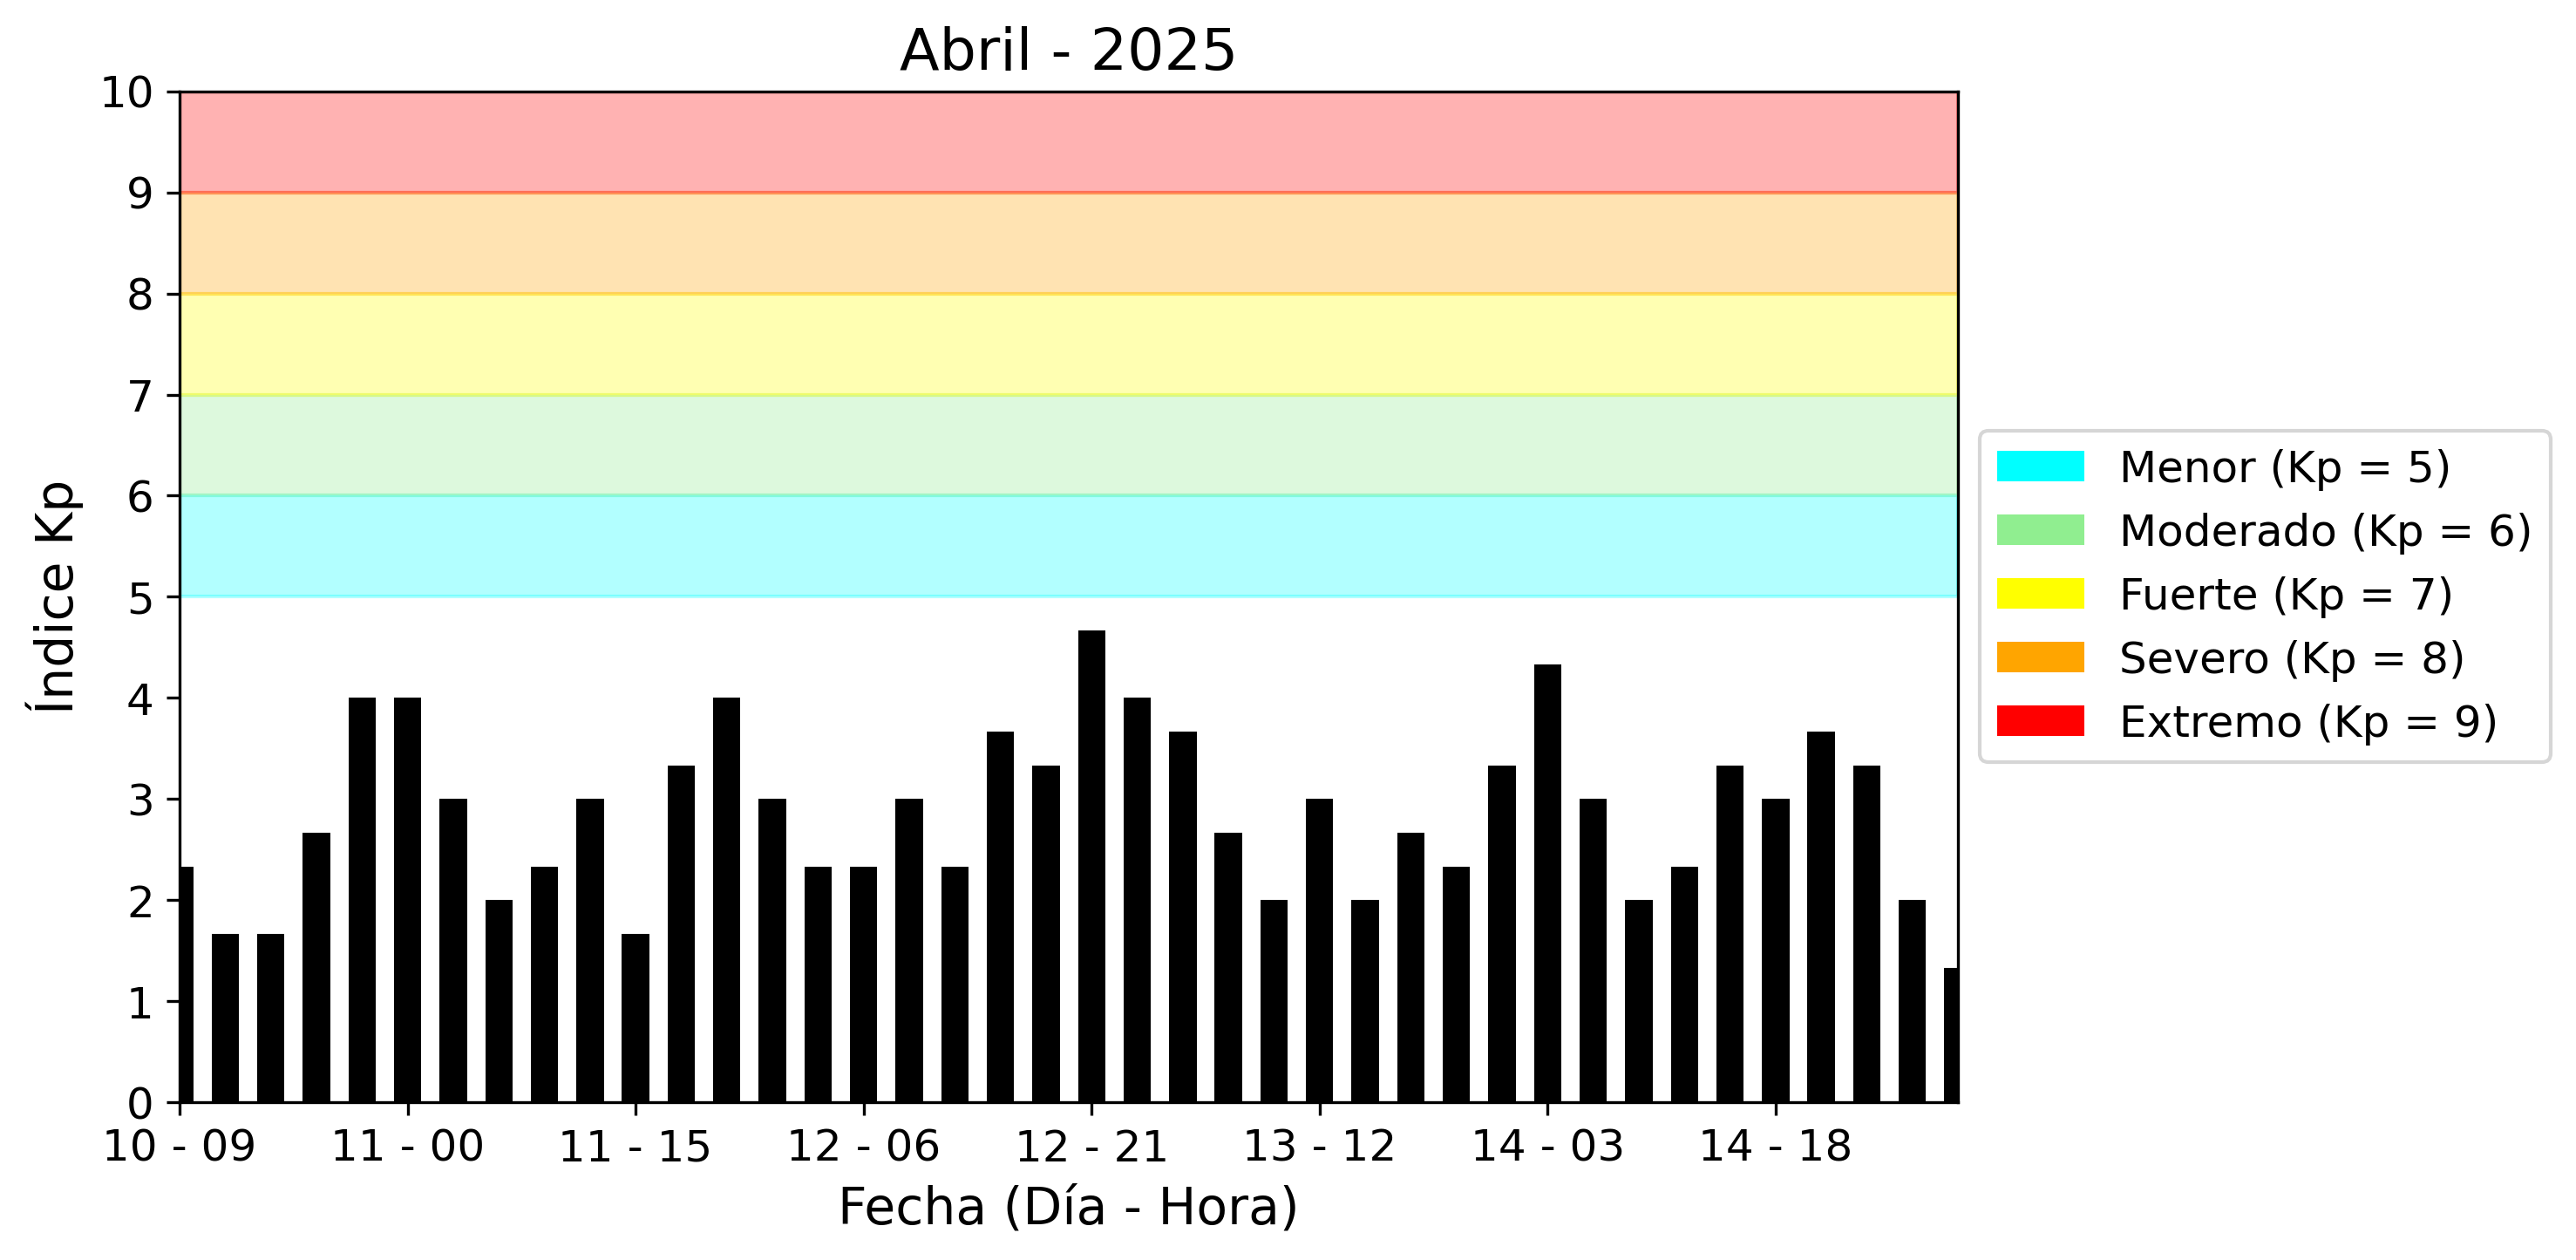 Abril - 2025
10
9
8
7
6
5
4
3
2
1
0
Índice Kp
10 - 09
11 - 00
11 - 15
12 - 06
12 - 21
13 - 12
14 - 03
14 - 18
Fecha (Día - Hora)
Menor (Kp = 5)
Moderado (Kp = 6)
Fuerte (Kp = 7)
Severo (Kp = 8)
Extremo (Kp = 9)